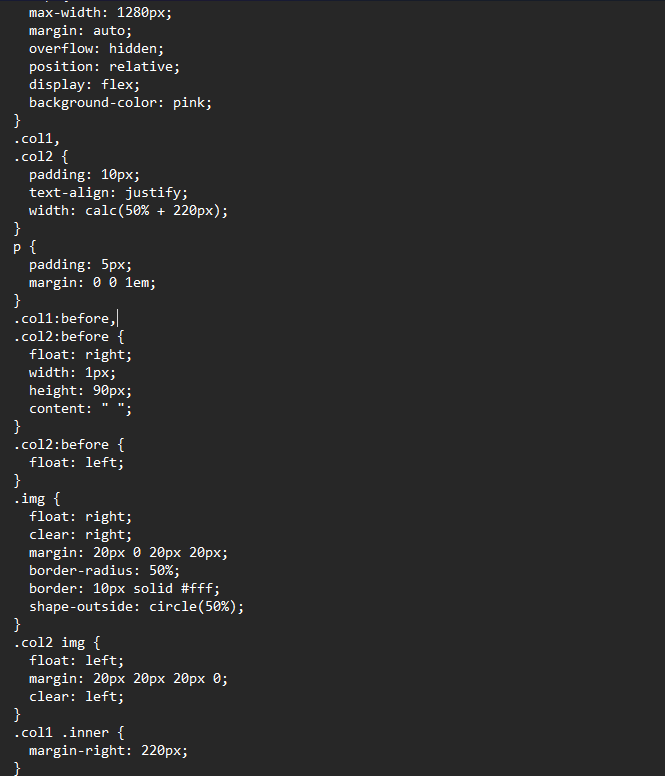 max-width: 1280px;
margin: auto;
overflow: hidden;
position: relative;
display: flex;
background-color: pink;
}
.col1,
.col2 {
padding: 10px;
text-align: justify;
width: calc(50% + 220px);
}
p {
padding: 5px;
margin: 0 0 1em;
}
.col1:before,
.col2:before {
float: right;
width: 1px;
height: 90px;
content: " ";
}
.col2:before {
float: left;
}
.img {
float: right;
clear: right;
margin: 20px 0 20px 20px;
border-radius: 50%;
border: 10px solid #fff;
shape-outside: circle(50%);
}
.col2 img {
float: left;
margin: 20px 20px 20px 0;
clear: left;
}
.col1 .inner {
margin-right: 220px;
}